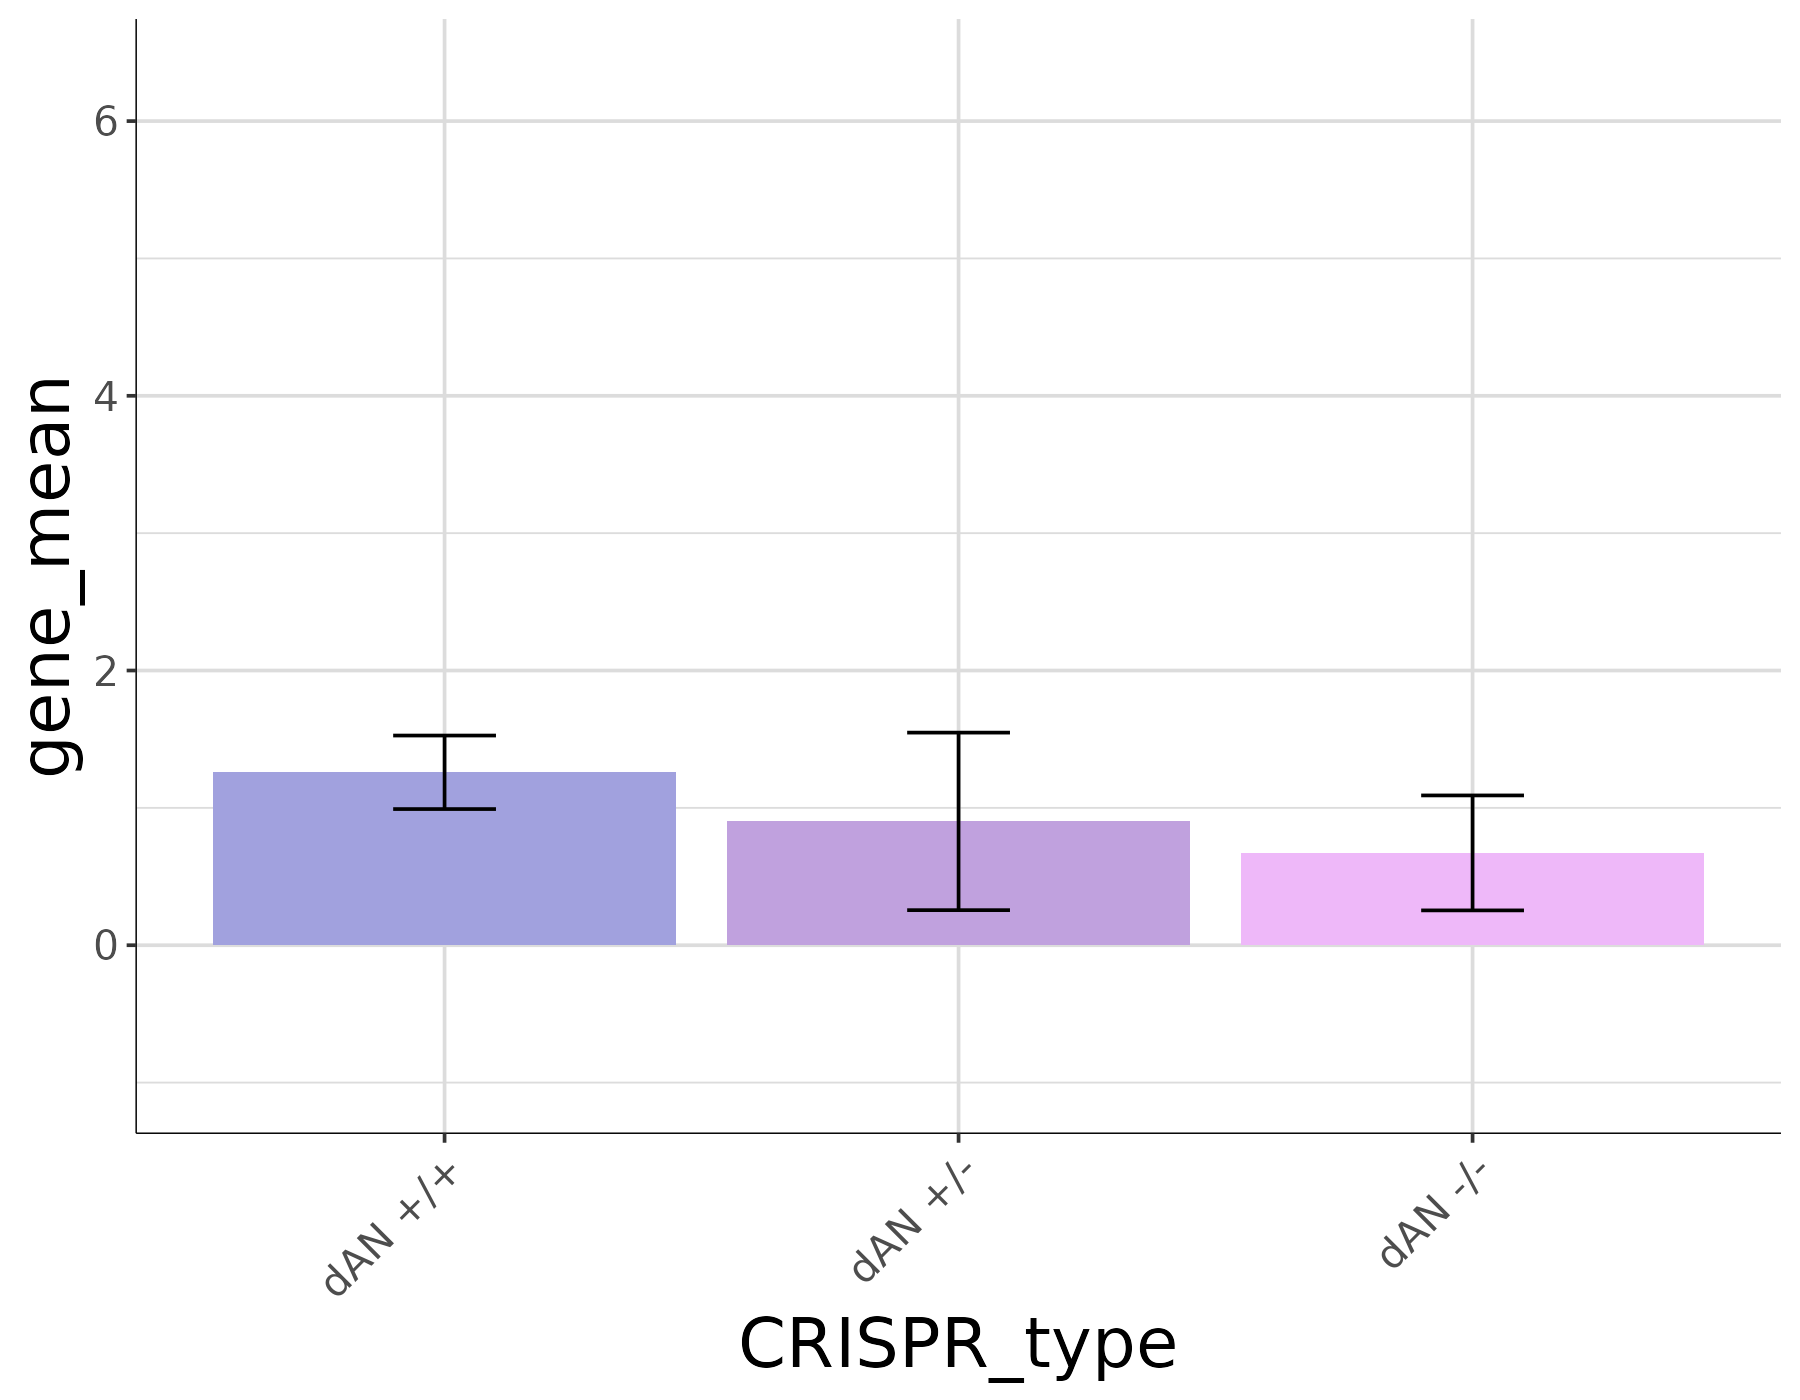 gene_mean
6
4
2
0
dAN +/+
dAN +/-
dAN -/-
CRISPR_type